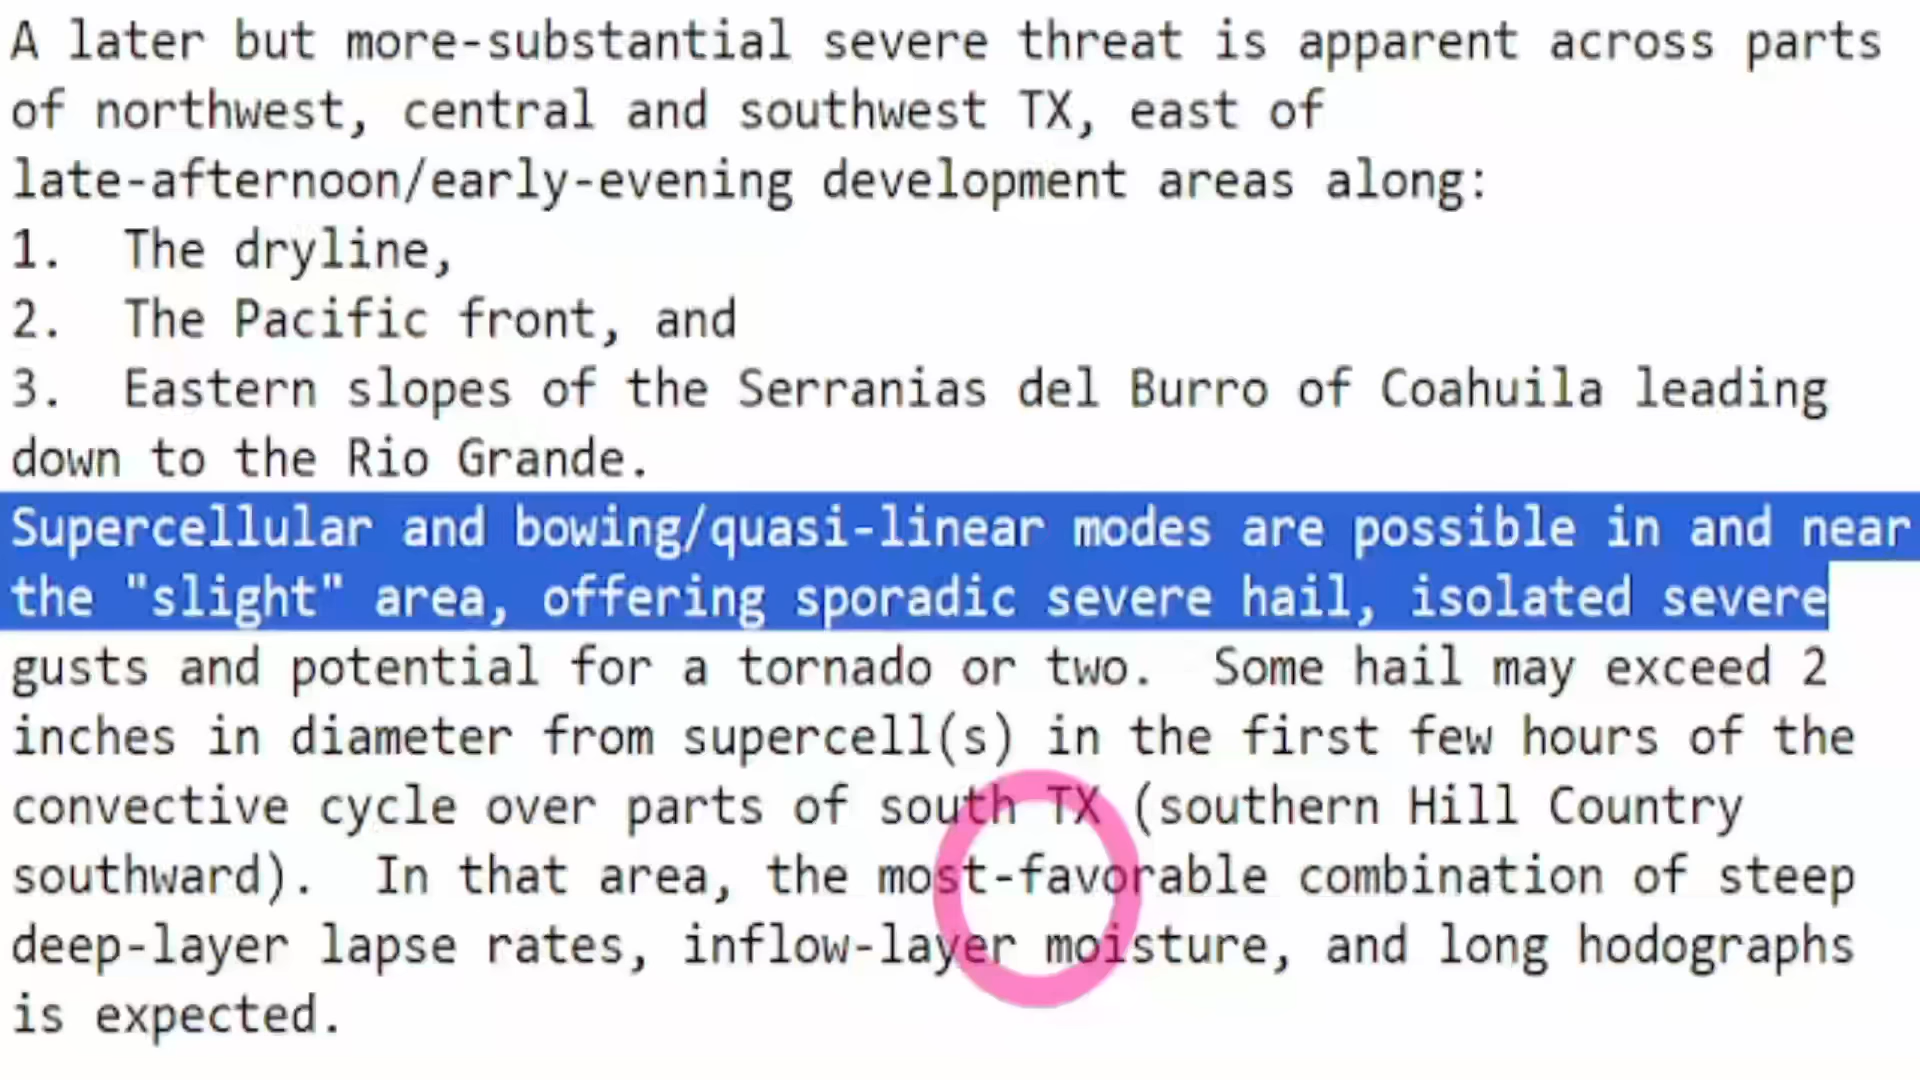 A later but more-substantial severe threat is apparent across parts
of northwest, central and southwest TX, east of
late-afternoon/early-evening development areas along:
1.  The dryline,
2.  The Pacific front, and
3.  Eastern slopes of the Serranias del Burro of Coahuila leading
down to the Rio Grande.
Supercellular and bowing/quasi-linear modes are possible in and near
the "slight" area, offering sporadic severe hail, isolated severe
gusts and potential for a tornado or two.  Some hail may exceed 2
inches in diameter from supercell(s) in the first few hours of the
convective cycle over parts of south TX (southern Hill Country
southward).  In that area, the most-favorable combination of steep
deep-layer lapse rates, inflow-layer moisture, and long hodographs
is expected.